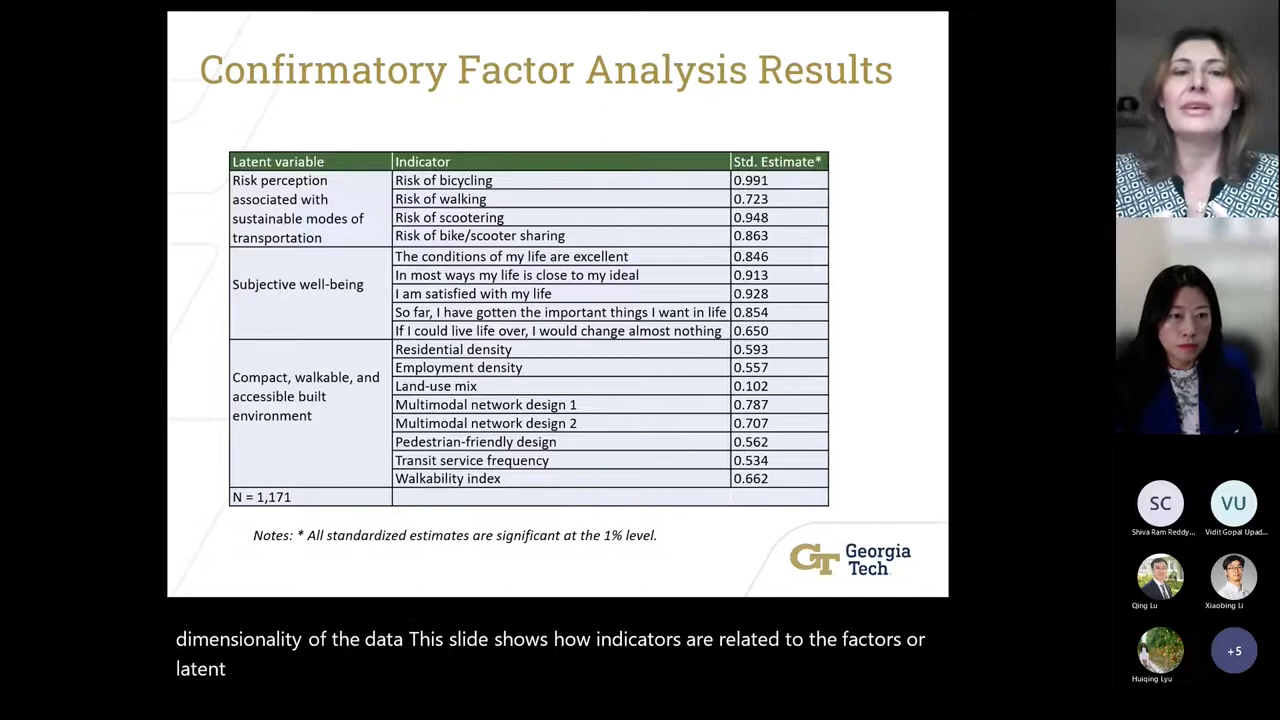 Confirmatory Factor Analysis Results
Latent variable Indicator Std. Estimate*
Risk perception
associated with
sustainable modes of
transportation
Risk of bicycling 0.991
Risk of walking 0.723
Risk of scootering 0.948
Risk of bike/scooter sharing 0.863
Subjective well-being
The conditions of my life are excellent 0.846
In most ways my life is close to my ideal 0.913
I am satisfied with my life 0.928
So far, I have gotten the important things I want in life 0.854
If I could live life over, I would change almost nothing 0.650
Compact, walkable, and
accessible built
environment
Residential density 0.593
Employment density 0.557
Land-use mix 0.102
Multimodal network design 1 0.787
Multimodal network design 2 0.707
Pedestrian-friendly design 0.562
Transit service frequency 0.534
Walkability index 0.662
N = 1,171
Notes: * All standardized estimates are significant at the 1% level.
GT Georgia
Tech
dimensionality of the data This slide shows how indicators are related to the factors or
latent
SC VU
Shiva Ram Reddy... Vidit Gopal Upad...
Qing Lu Xiaobing Li
Huiqing Lyu +5